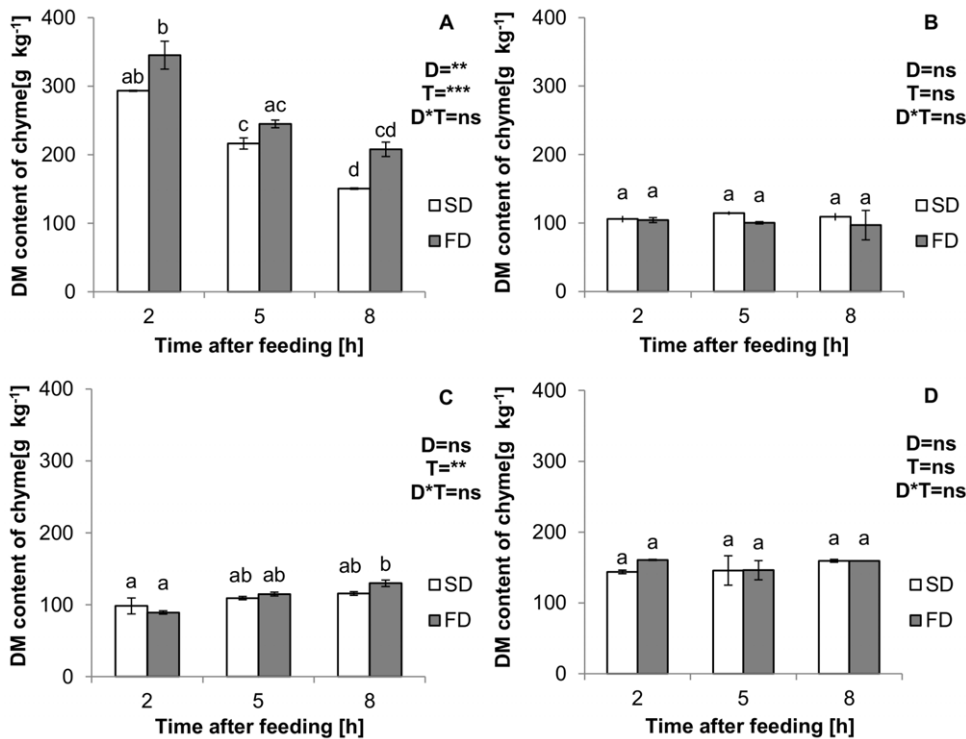 A
DM content of chyme[g kg⁻¹]
400
300
200
100
0
ab b
c ac
d cd
D=**
T=***
D*T=ns
SD
FD
2 5 8
Time after feeding [h]
B
DM content of chyme[g kg⁻¹]
400
300
200
100
0
a a a a a a
D=ns
T=ns
D*T=ns
SD
FD
2 5 8
Time after feeding [h]
C
DM content of chyme[g kg⁻¹]
400
300
200
100
0
a a ab ab ab b
D=ns
T=**
D*T=ns
SD
FD
2 5 8
Time after feeding [h]
D
DM content of chyme[g kg⁻¹]
400
300
200
100
0
a a a a a a
D=ns
T=ns
D*T=ns
SD
FD
2 5 8
Time after feeding [h]